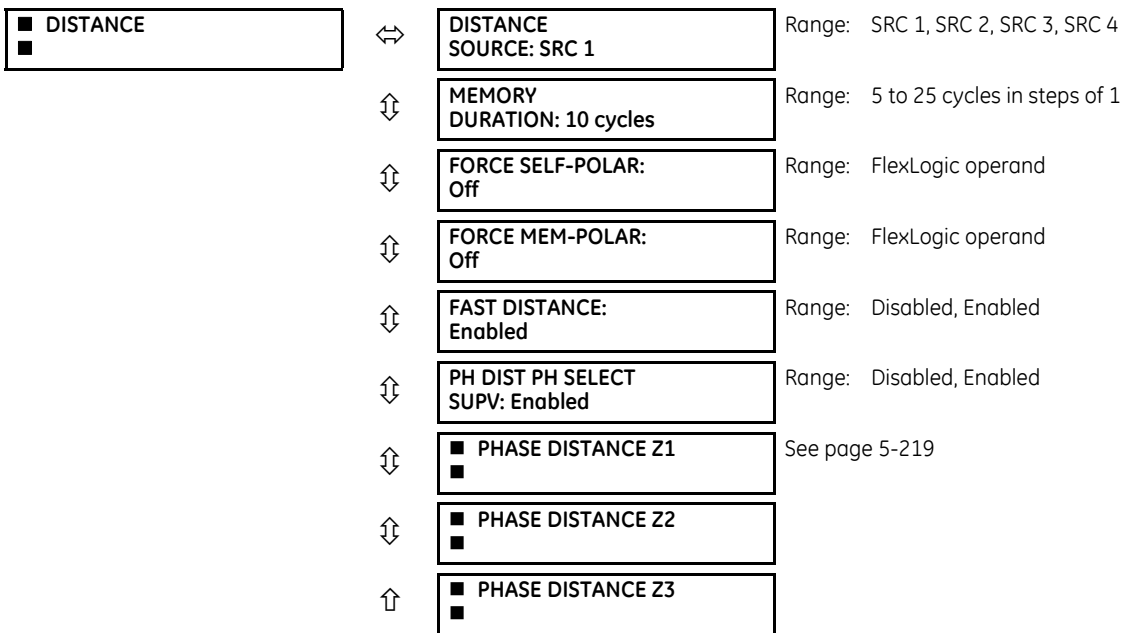 ■ DISTANCE
■
DISTANCE
SOURCE: SRC 1
Range: SRC 1, SRC 2, SRC 3, SRC 4
MEMORY
DURATION: 10 cycles
Range: 5 to 25 cycles in steps of 1
FORCE SELF-POLAR:
Off
Range: FlexLogic operand
FORCE MEM-POLAR:
Off
Range: FlexLogic operand
FAST DISTANCE:
Enabled
Range: Disabled, Enabled
PH DIST PH SELECT
SUPV: Enabled
Range: Disabled, Enabled
■ PHASE DISTANCE Z1
■
See page 5-219
■ PHASE DISTANCE Z2
■
■ PHASE DISTANCE Z3
■